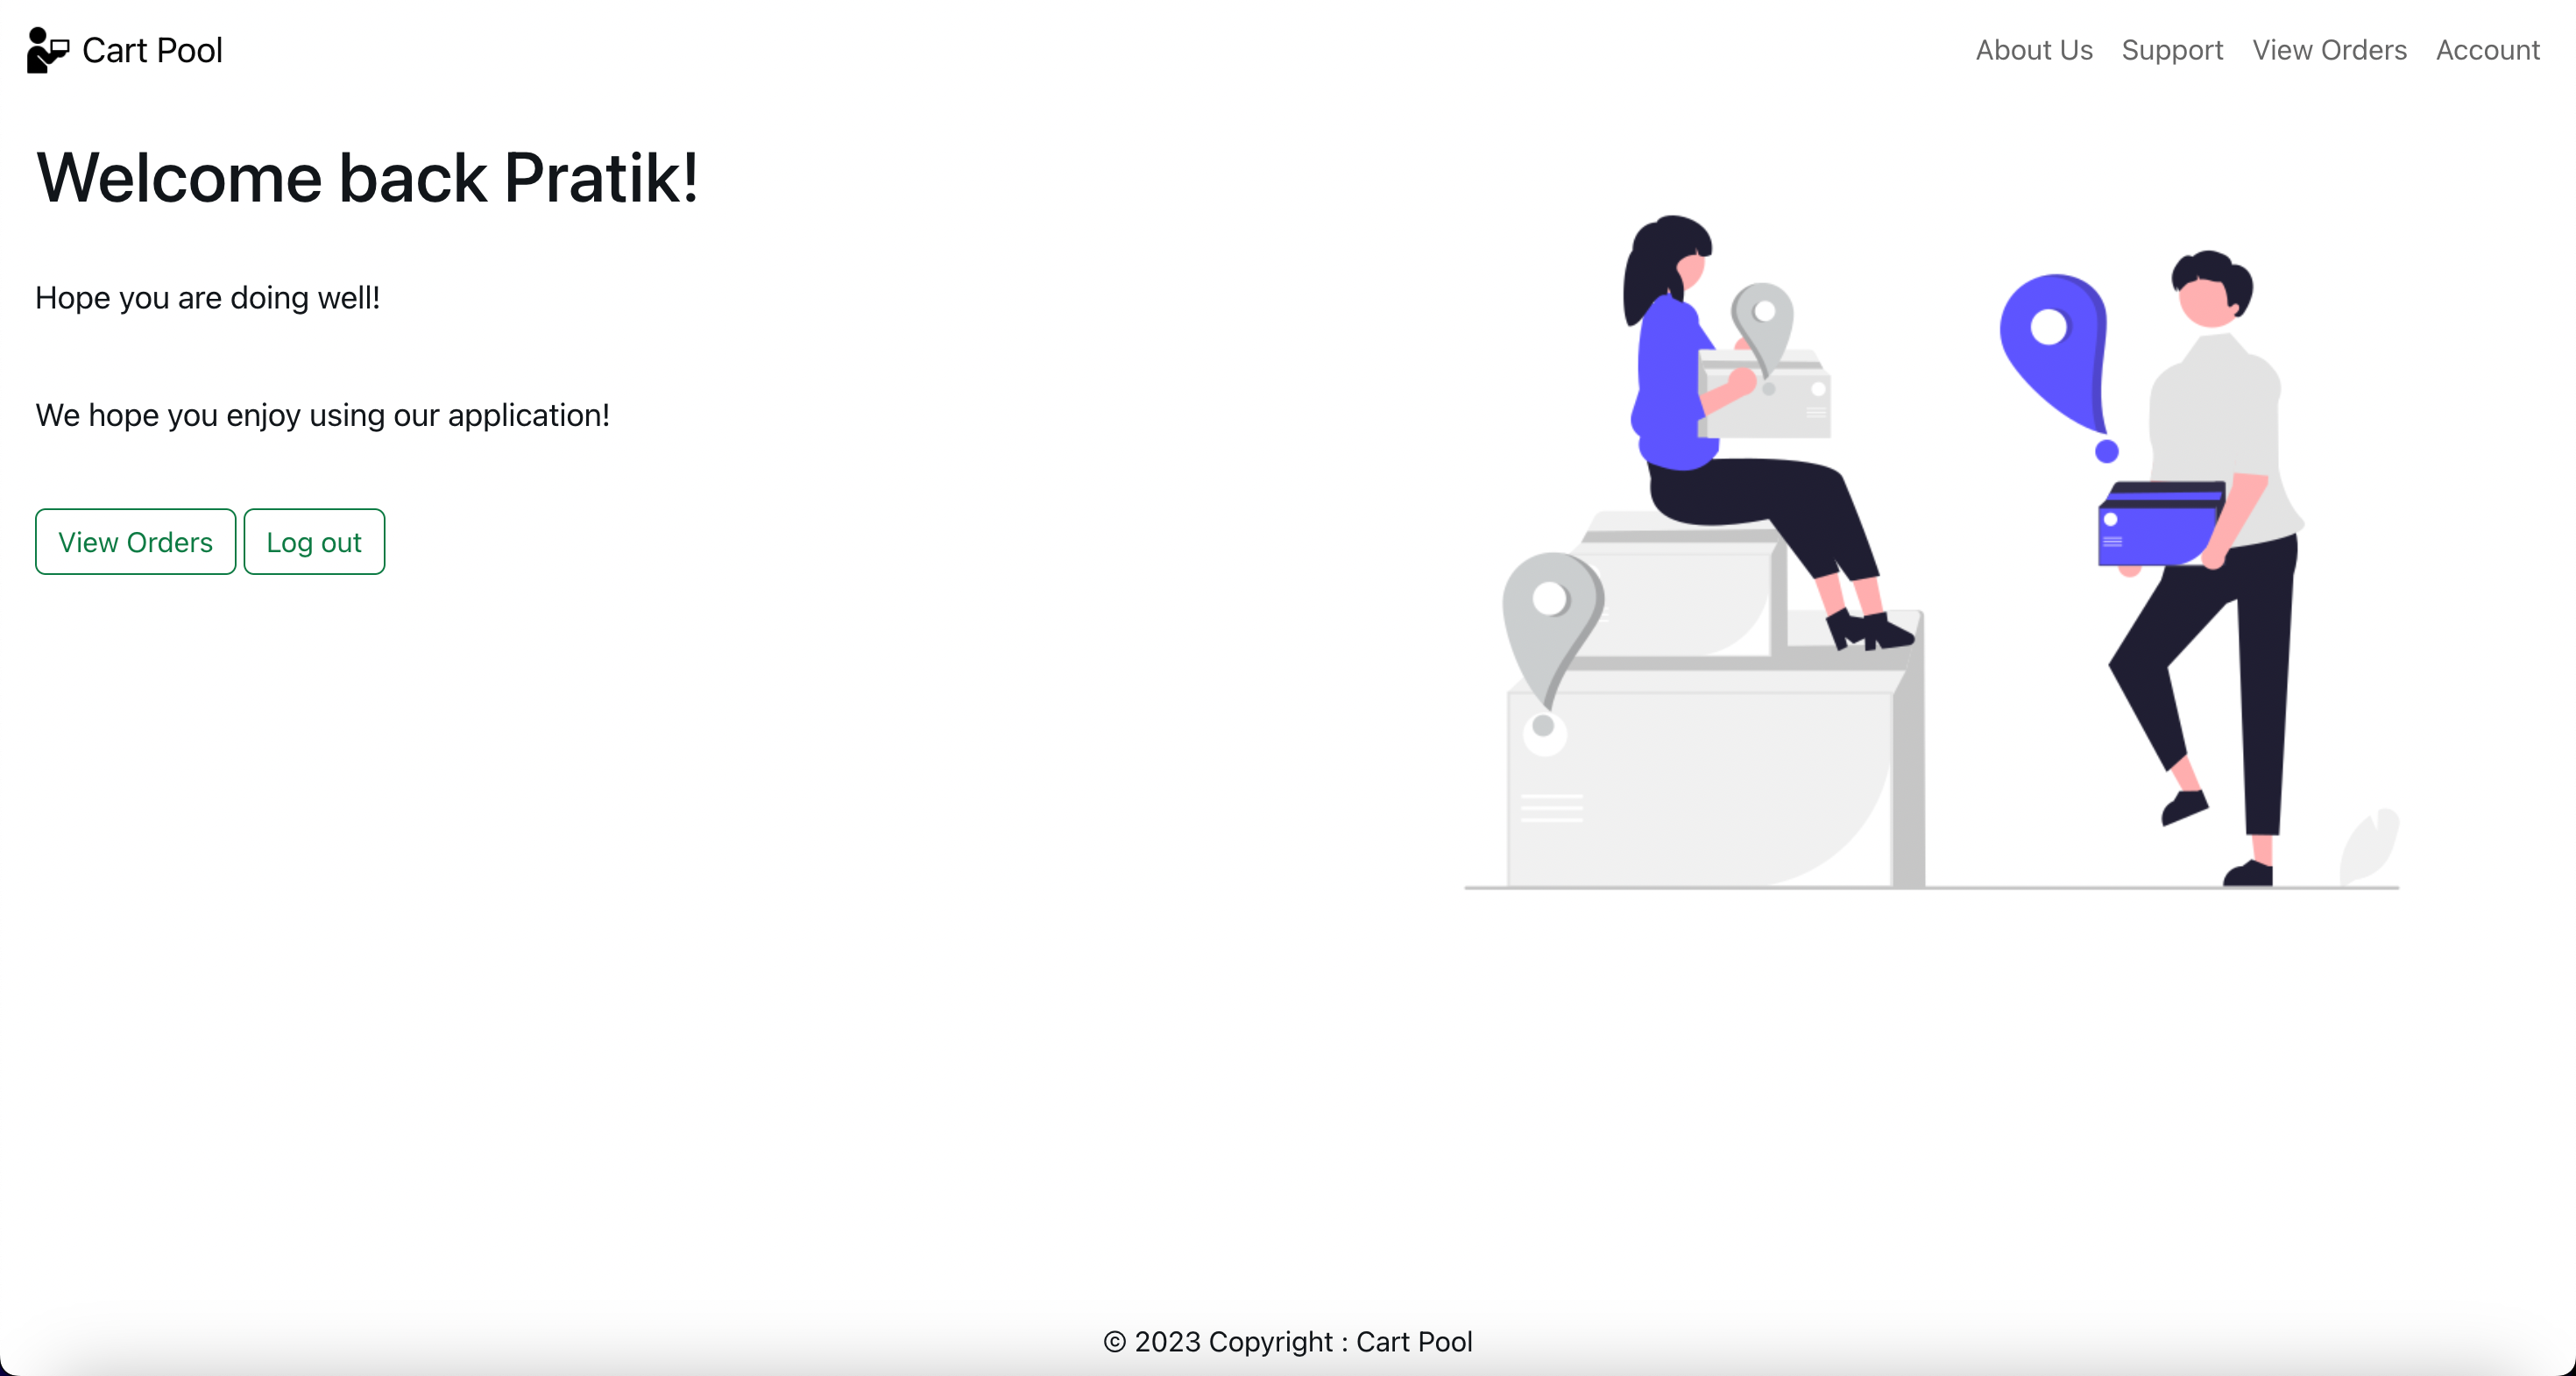 Cart Pool
About Us Support View Orders Account
Welcome back Pratik!
Hope you are doing well!
We hope you enjoy using our application!
View Orders Log out
© 2023 Copyright : Cart Pool